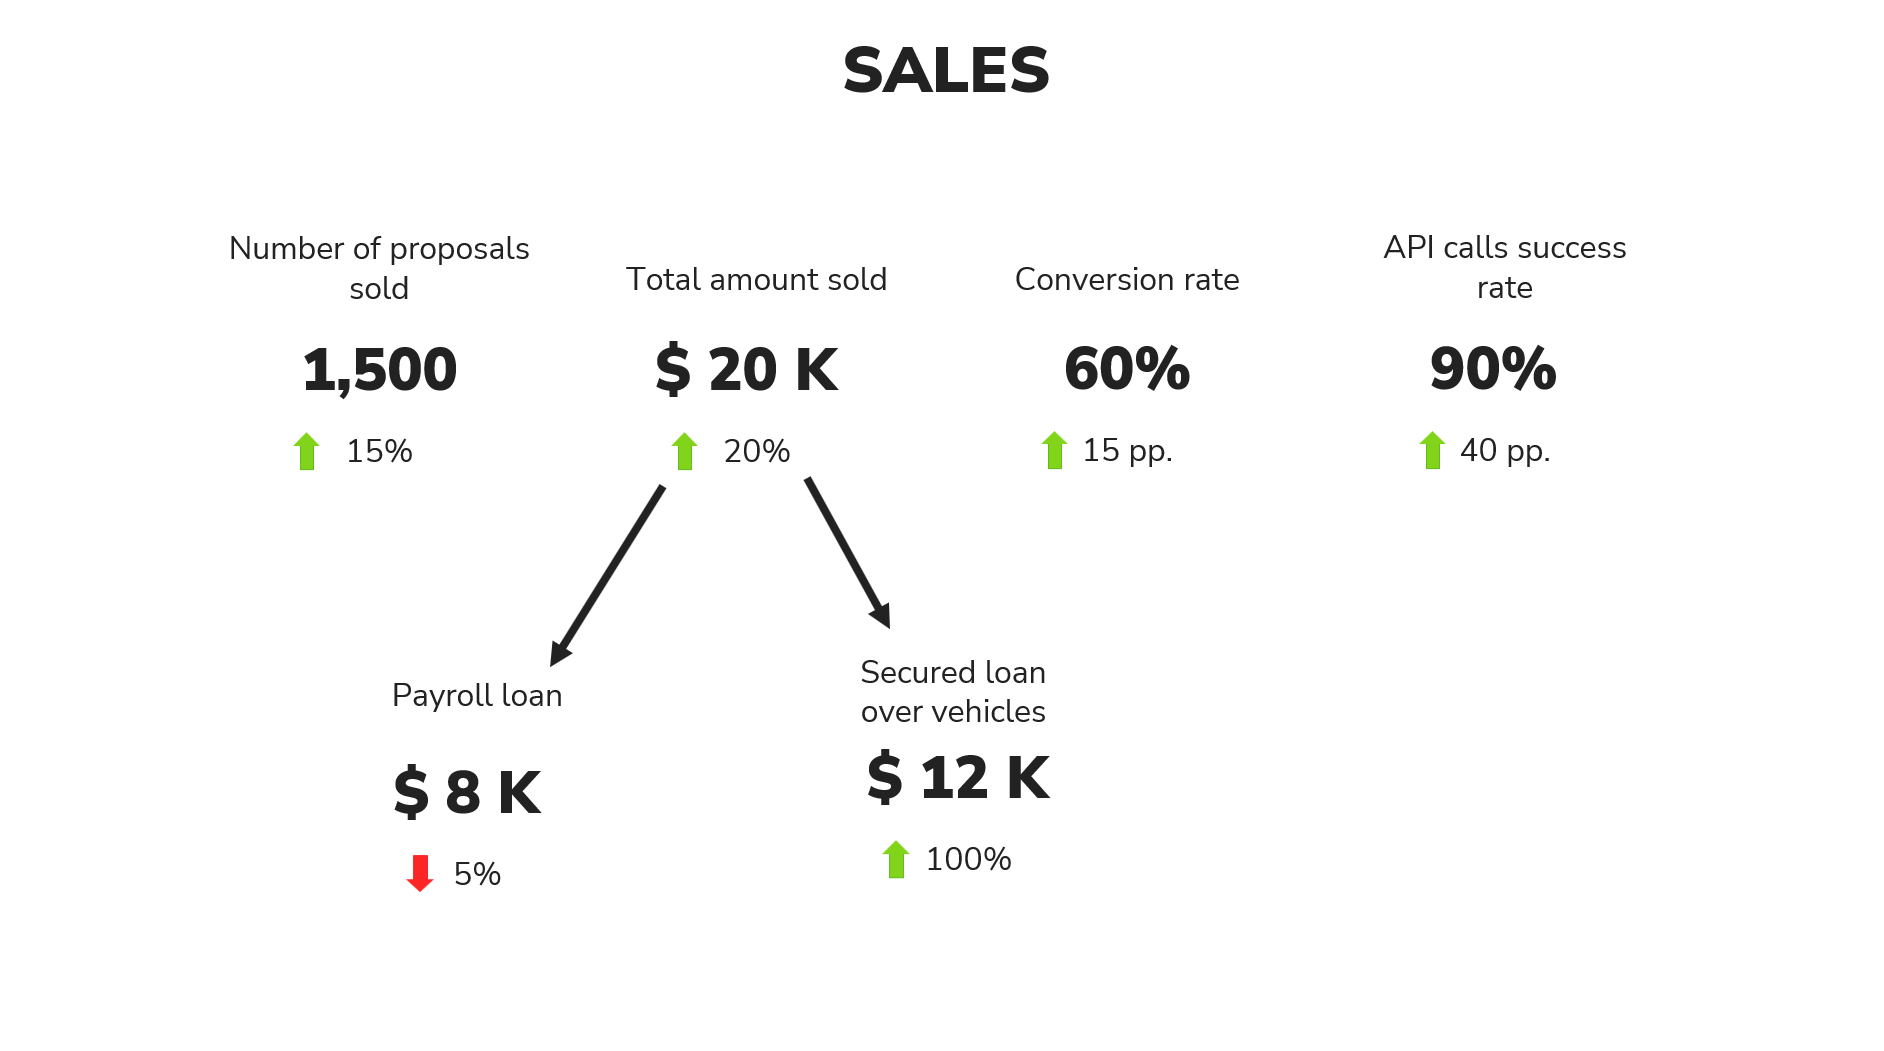 SALES
Number of proposals
sold
1,500
15%
Total amount sold
$ 20 K
20%
Conversion rate
60%
15 pp.
API calls success
rate
90%
40 pp.
Payroll loan
$ 8 K
5%
Secured loan
over vehicles
$ 12 K
100%